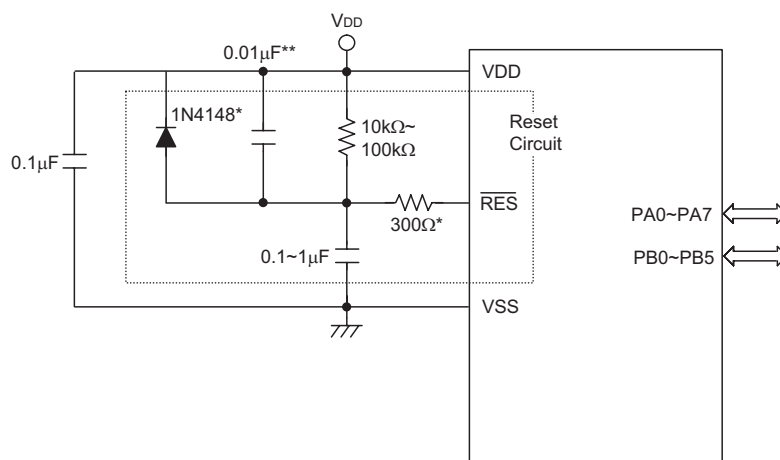 VDD
0.01μF**
VDD
1N4148*
10kΩ~
100kΩ
Reset
Circuit
0.1μF
RES
300Ω*
PA0~PA7
0.1~1μF
PB0~PB5
VSS